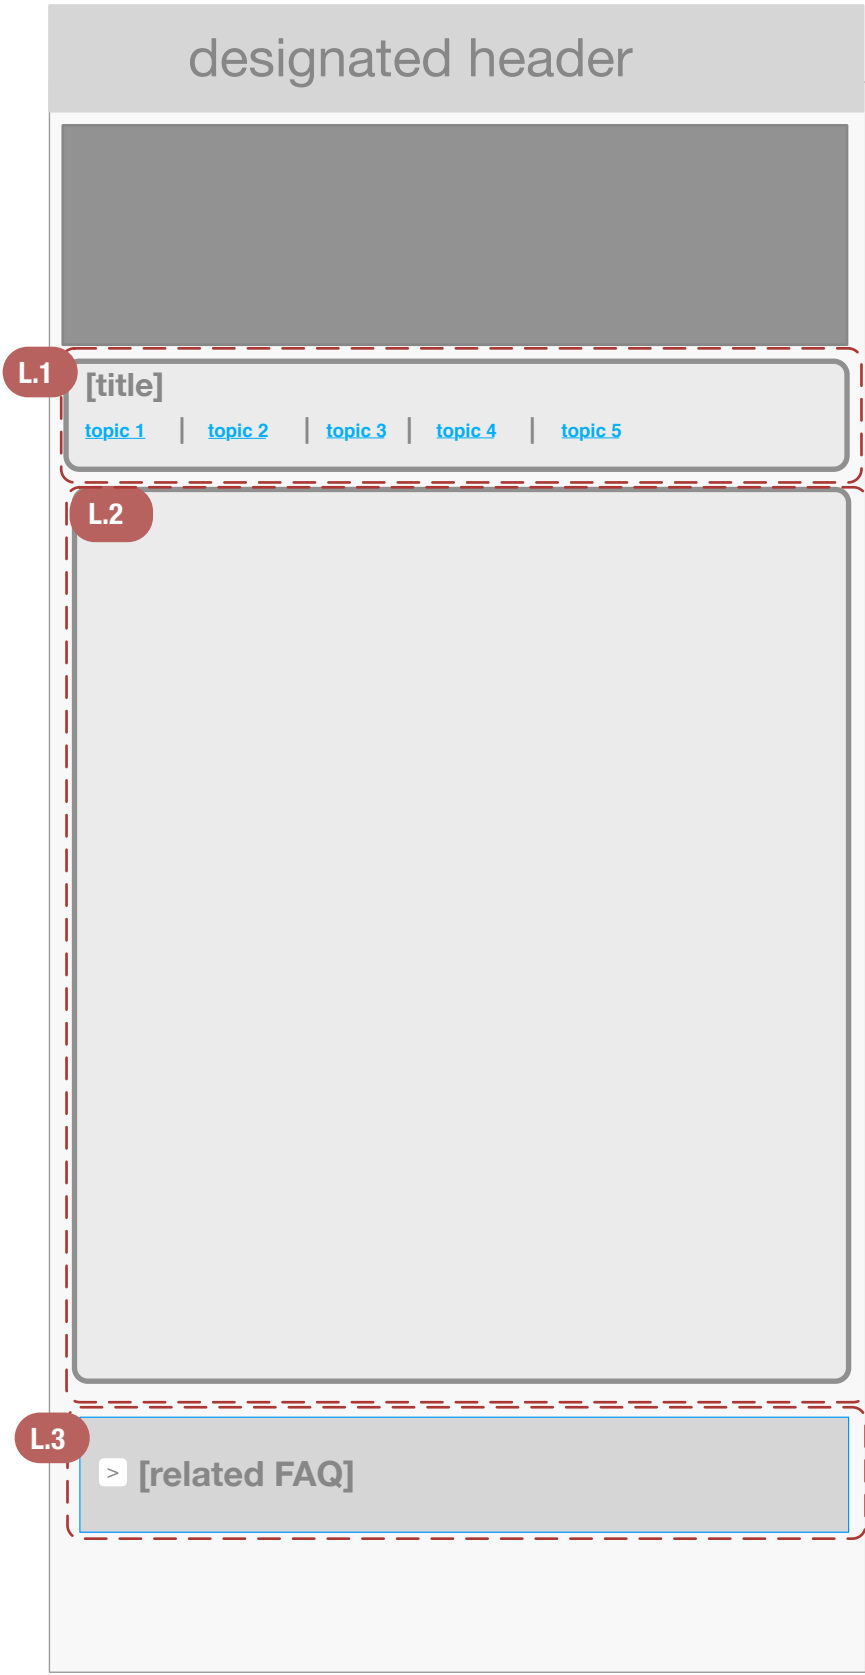 designated header
L.1
[title]
topic 1 | topic 2 | topic 3 | topic 4 | topic 5
L.2
L.3
> [related FAQ]